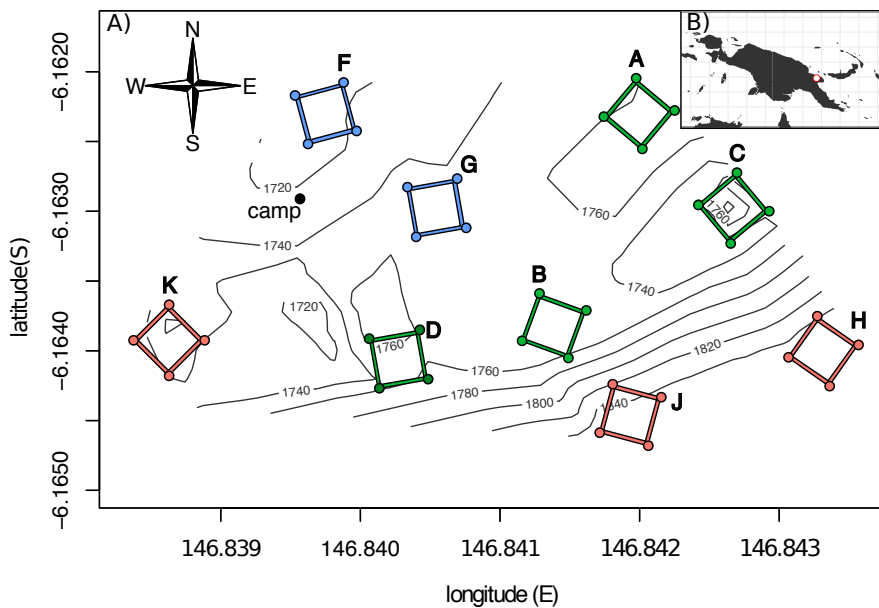 A)
B)
N
W E
S
F
A
G
C
camp
K
B
D
H
J
1720
1740
1760
1760
1740
1720
1760
1760
1740
1780
1800
1820
1840
−6.1620
−6.1630
−6.1640
−6.1650
latitude(S)
146.839 146.840 146.841 146.842 146.843
longitude (E)